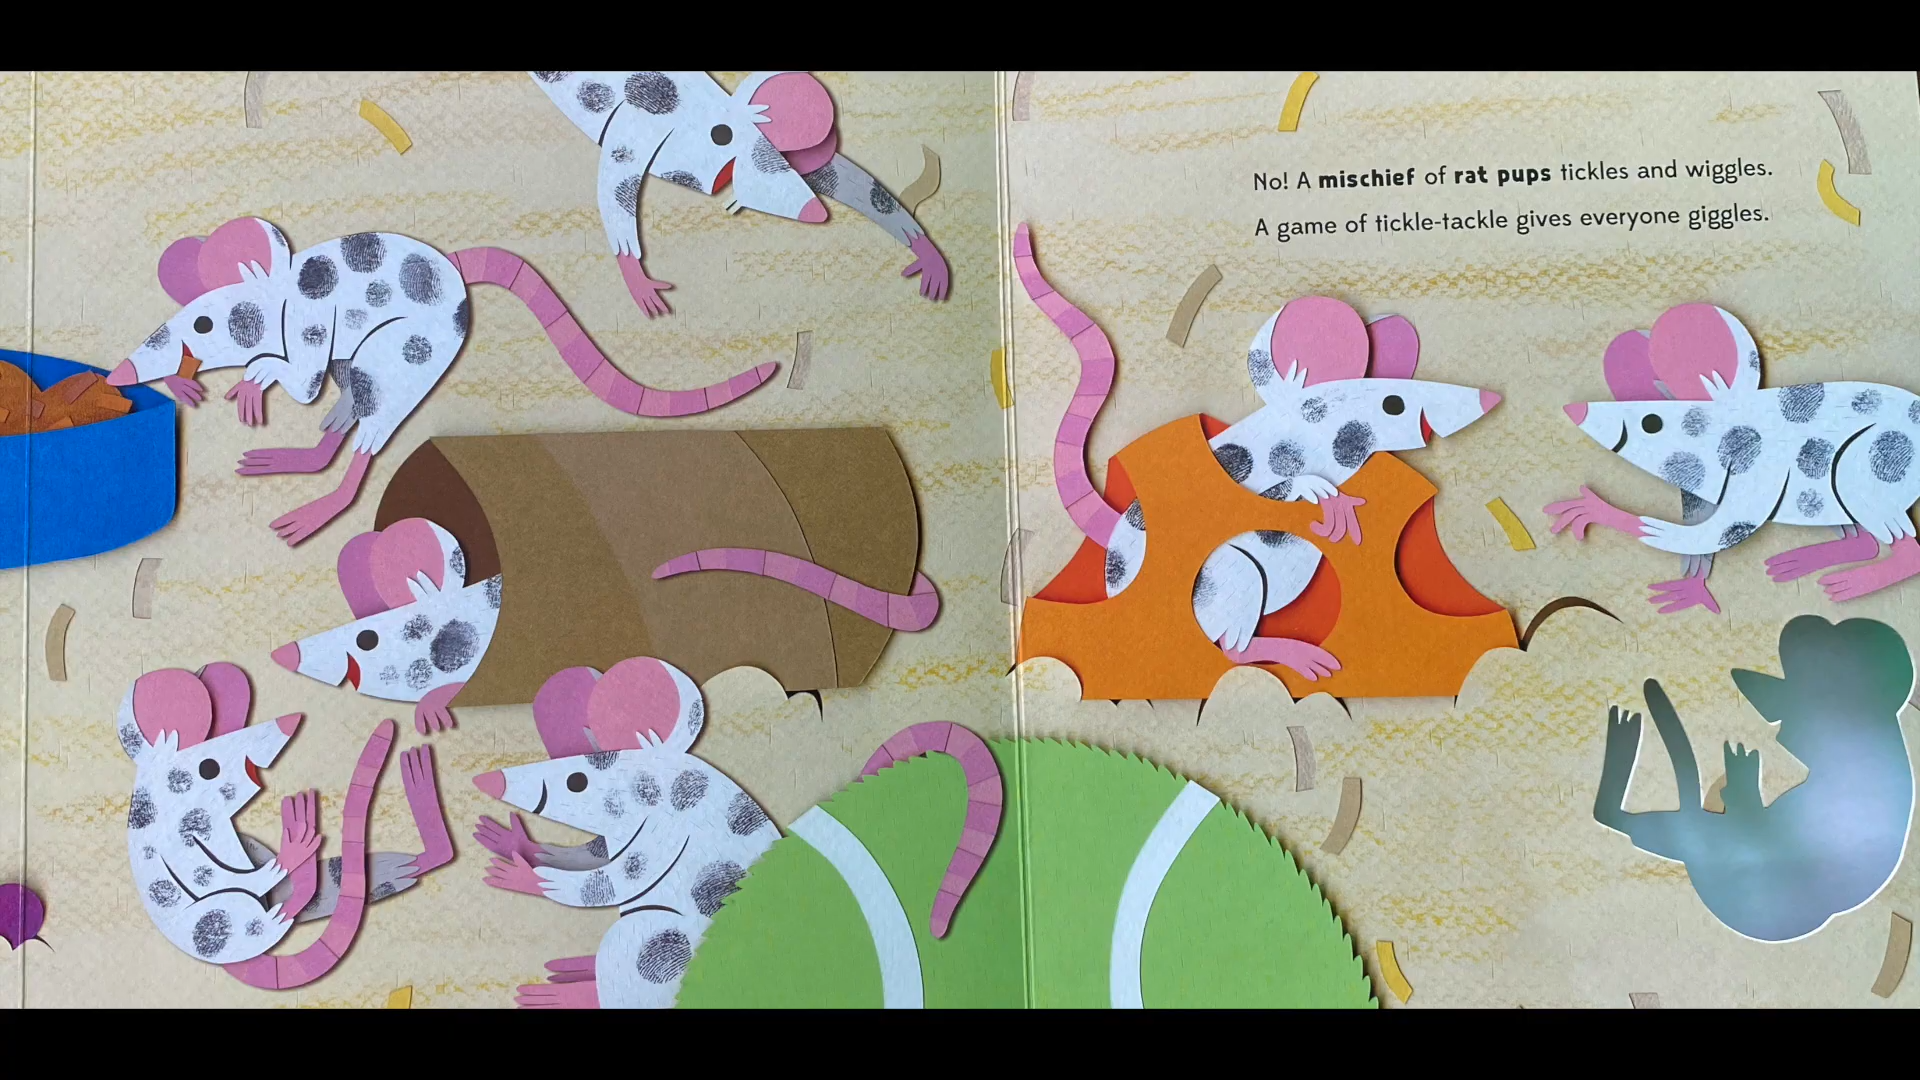 No! A mischief of rat pups tickles and wiggles.
A game of tickle-tackle gives everyone giggles.